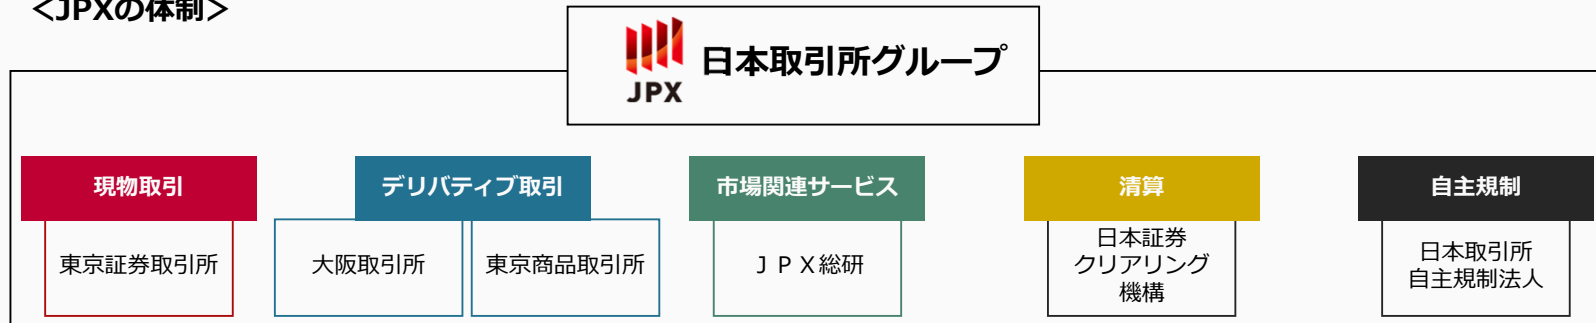 ＜JPXの体制＞
JPX
日本取引所グループ
現物取引
デリバティブ取引
市場関連サービス
清算
自主規制
東京証券取引所
大阪取引所
東京商品取引所
ＪＰＸ総研
日本証券
クリアリング
機構
日本取引所
自主規制法人